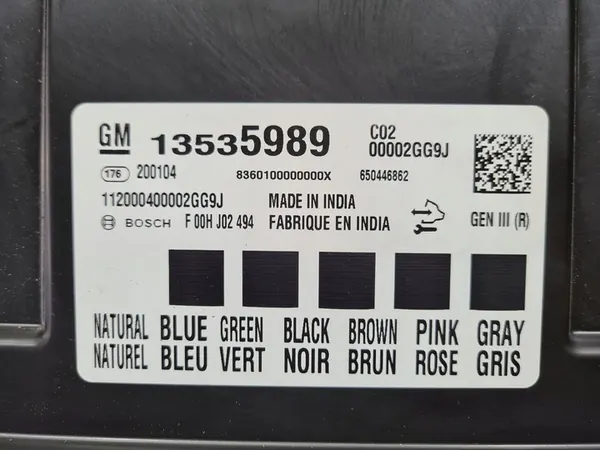 GM 13535989 C02
00002GG9J
176 200104 8360100000000X 650446862
112000400002GG9J MADE IN INDIA
BOSCH F 00H J02 494 FABRIQUE EN INDIA GEN III (R)
NATURAL BLUE GREEN BLACK BROWN PINK GRAY
NATUREL BLEU VERT NOIR BRUN ROSE GRIS